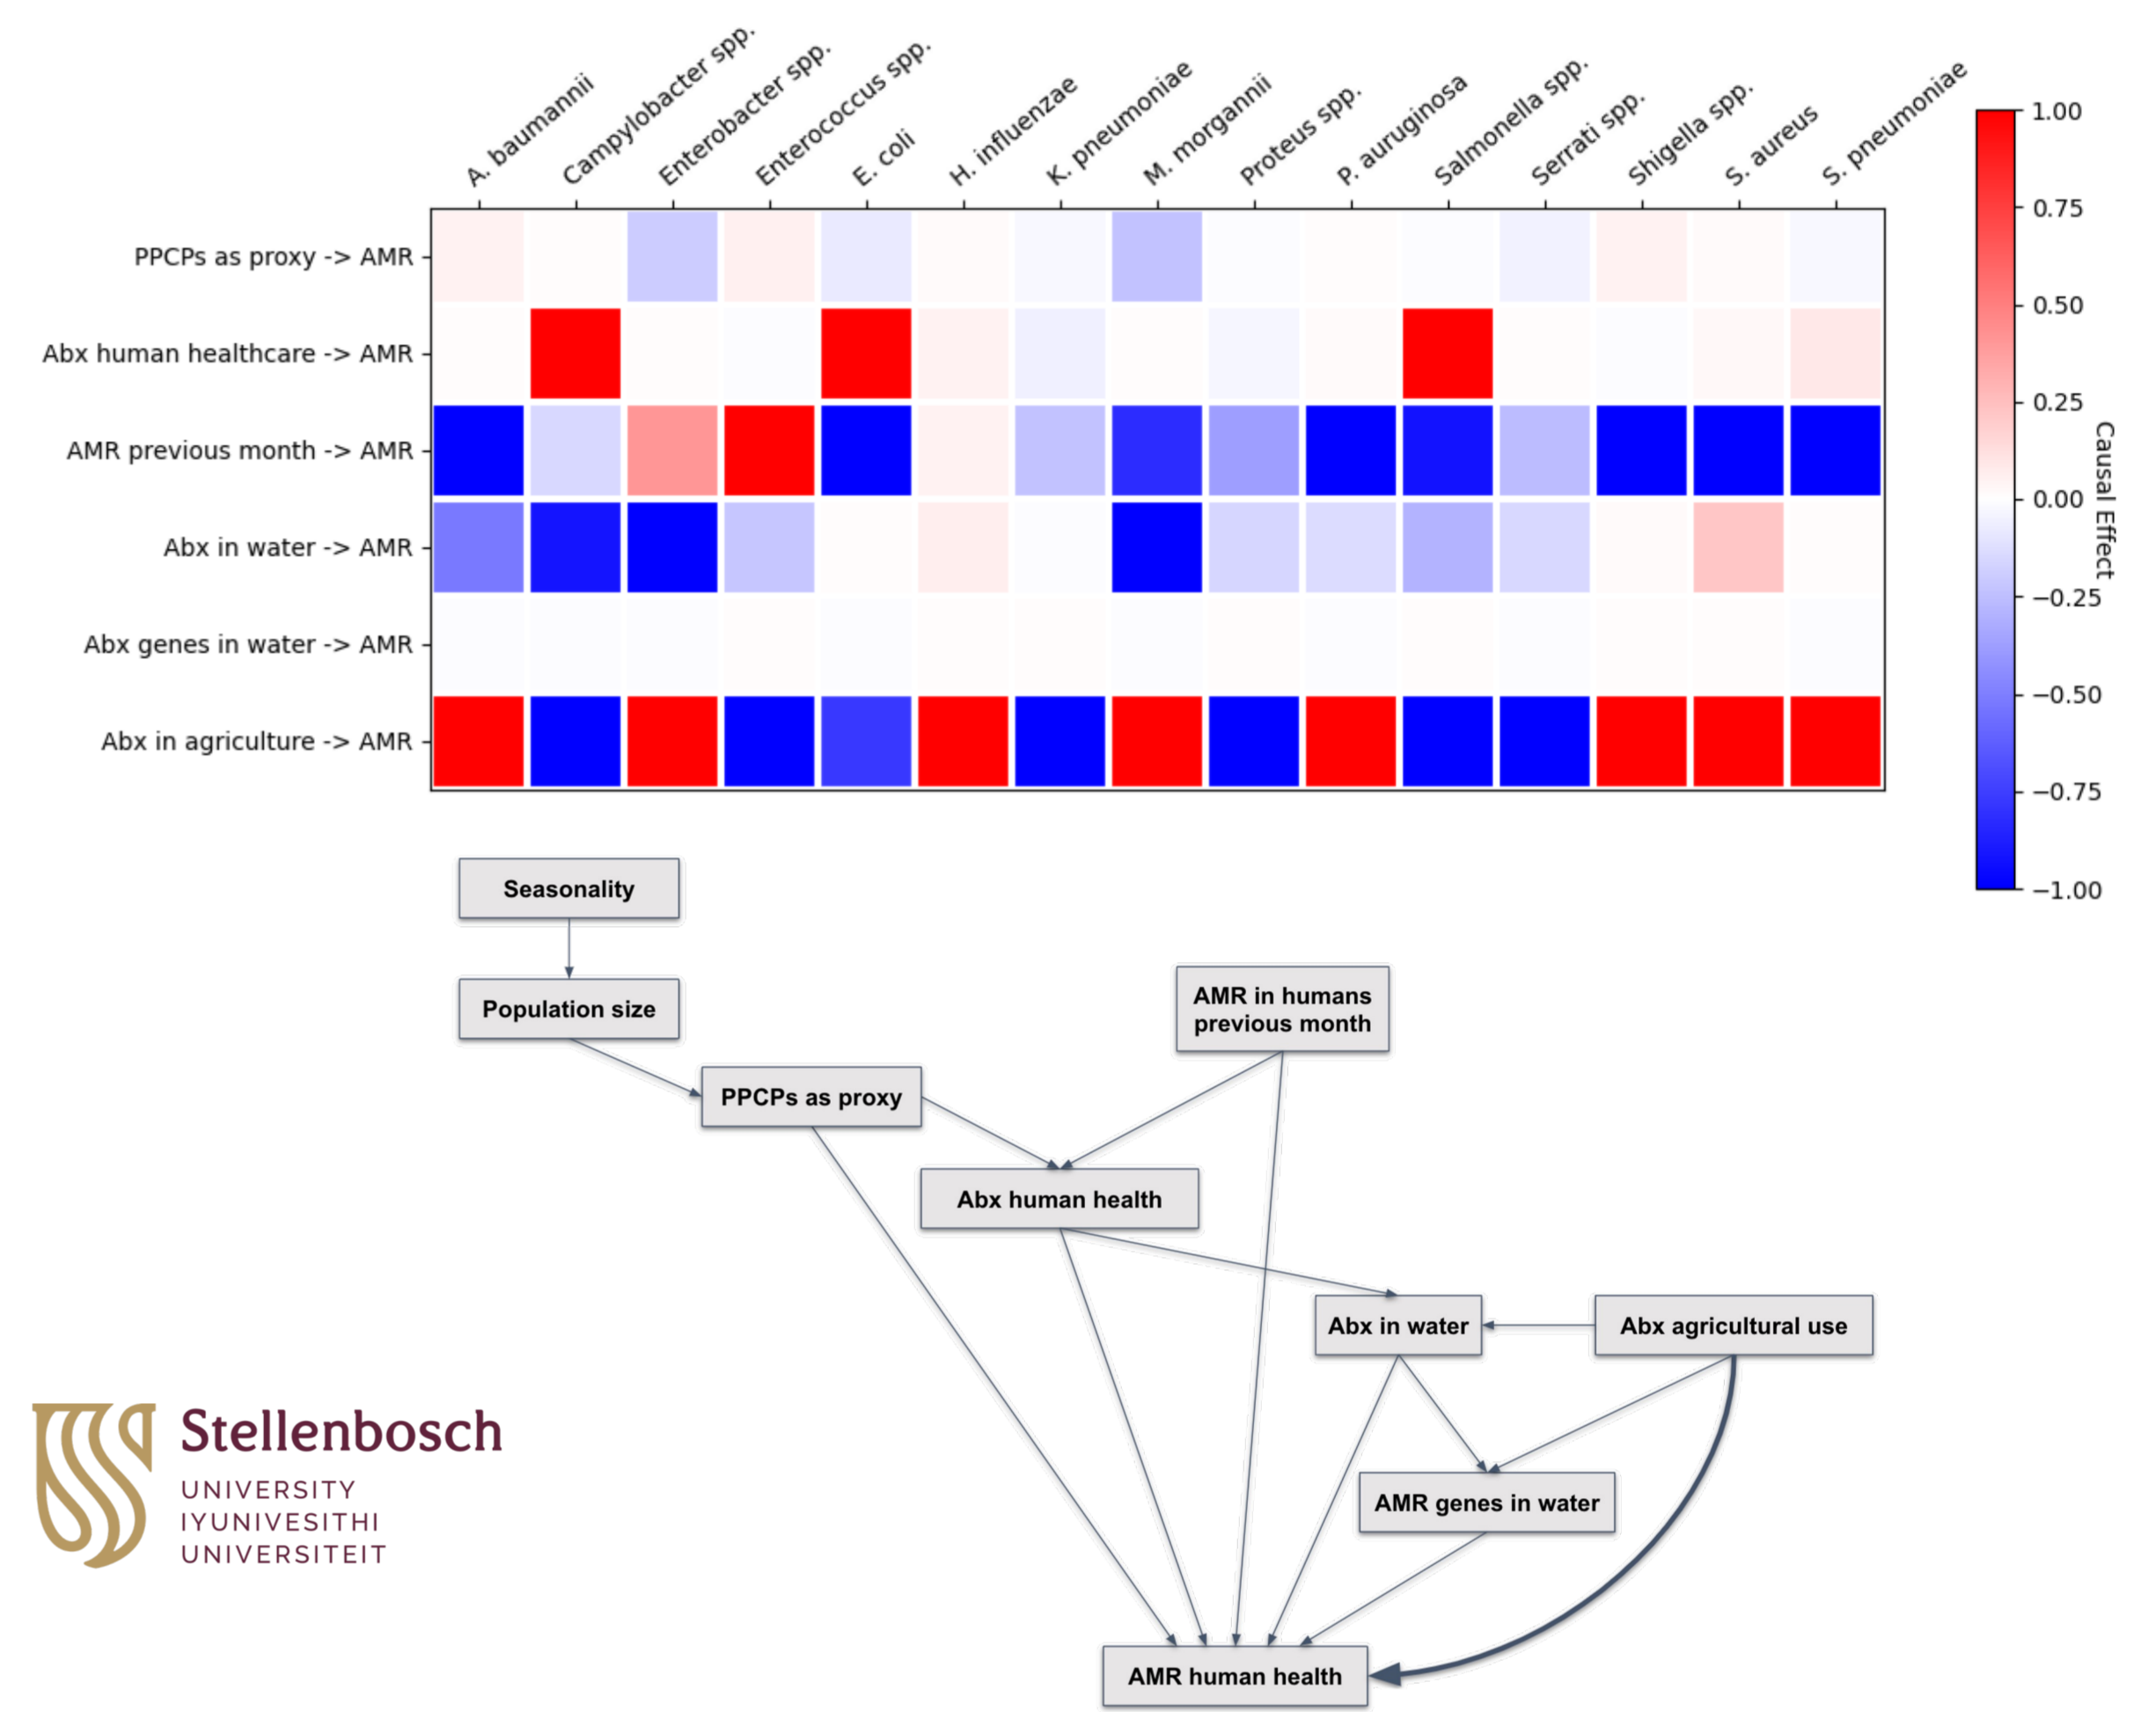 A. baumannii
Campylobacter spp.
Enterobacter spp.
Enterococcus spp.
E. coli
H. influenzae
K. pneumoniae
M. morgannii
Proteus spp.
P. auruginosa
Salmonella spp.
Serrati spp.
Shigella spp.
S. aureus
S. pneumoniae
PPCPs as proxy -> AMR
Abx human healthcare -> AMR
AMR previous month -> AMR
Abx in water -> AMR
Abx genes in water -> AMR
Abx in agriculture -> AMR
1.00
0.75
0.50
0.25
0.00
−0.25
−0.50
−0.75
−1.00
Causal Effect
Seasonality
Population size
AMR in humans
previous month
PPCPs as proxy
Abx human health
Abx in water
Abx agricultural use
AMR genes in water
AMR human health
Stellenbosch
UNIVERSITY
IYUNIVESITHI
UNIVERSITEIT